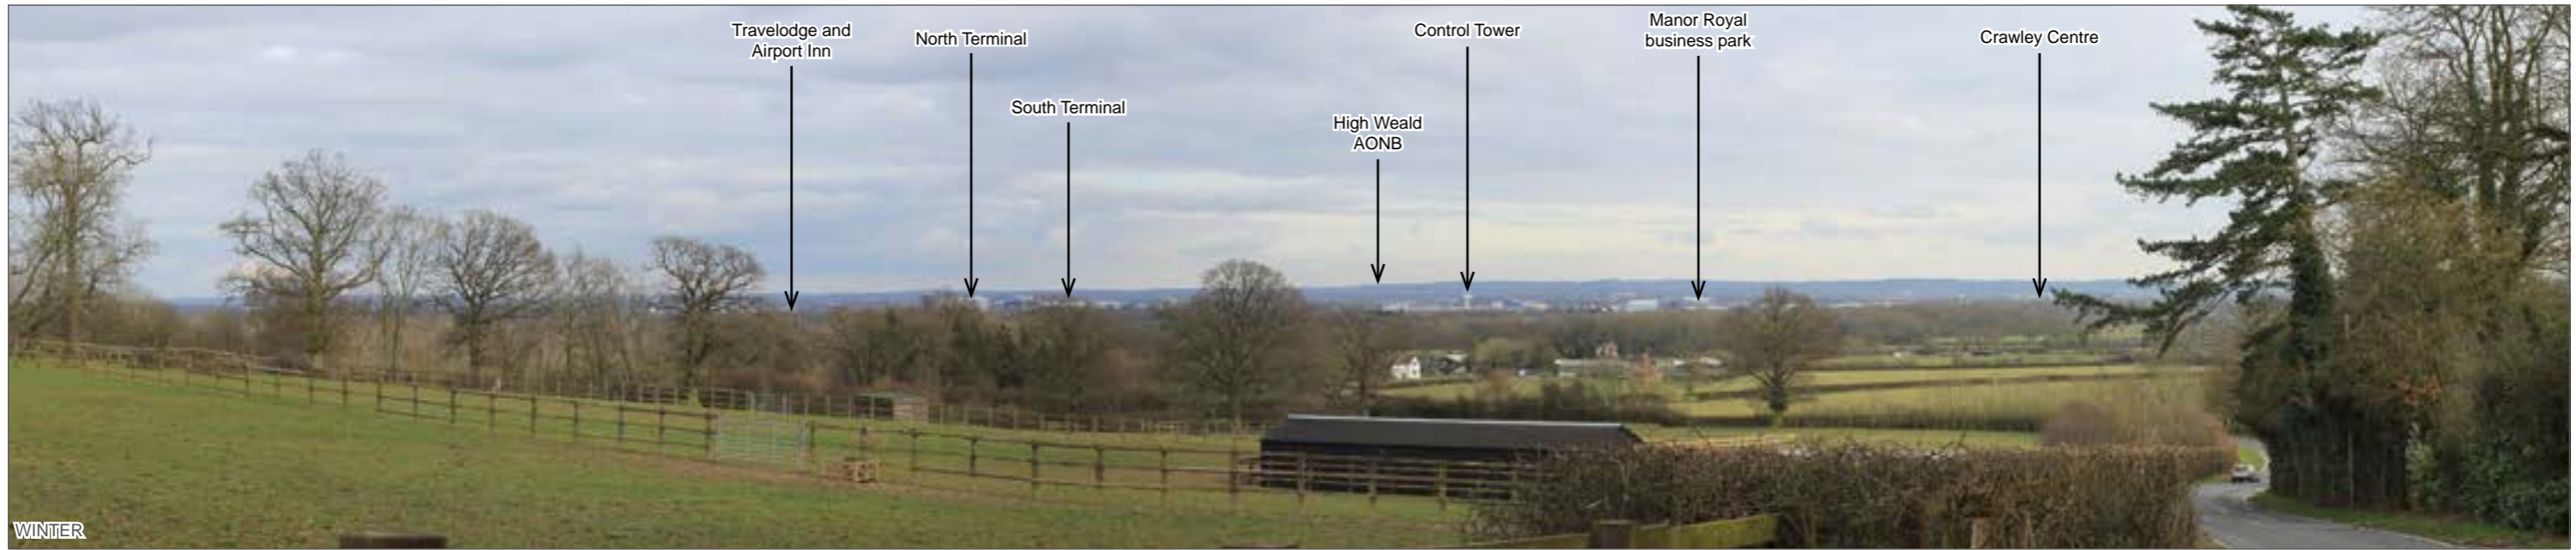 Travelodge and
Airport Inn
North Terminal
South Terminal
High Weald
AONB
Control Tower
Manor Royal
business park
Crawley Centre
WINTER